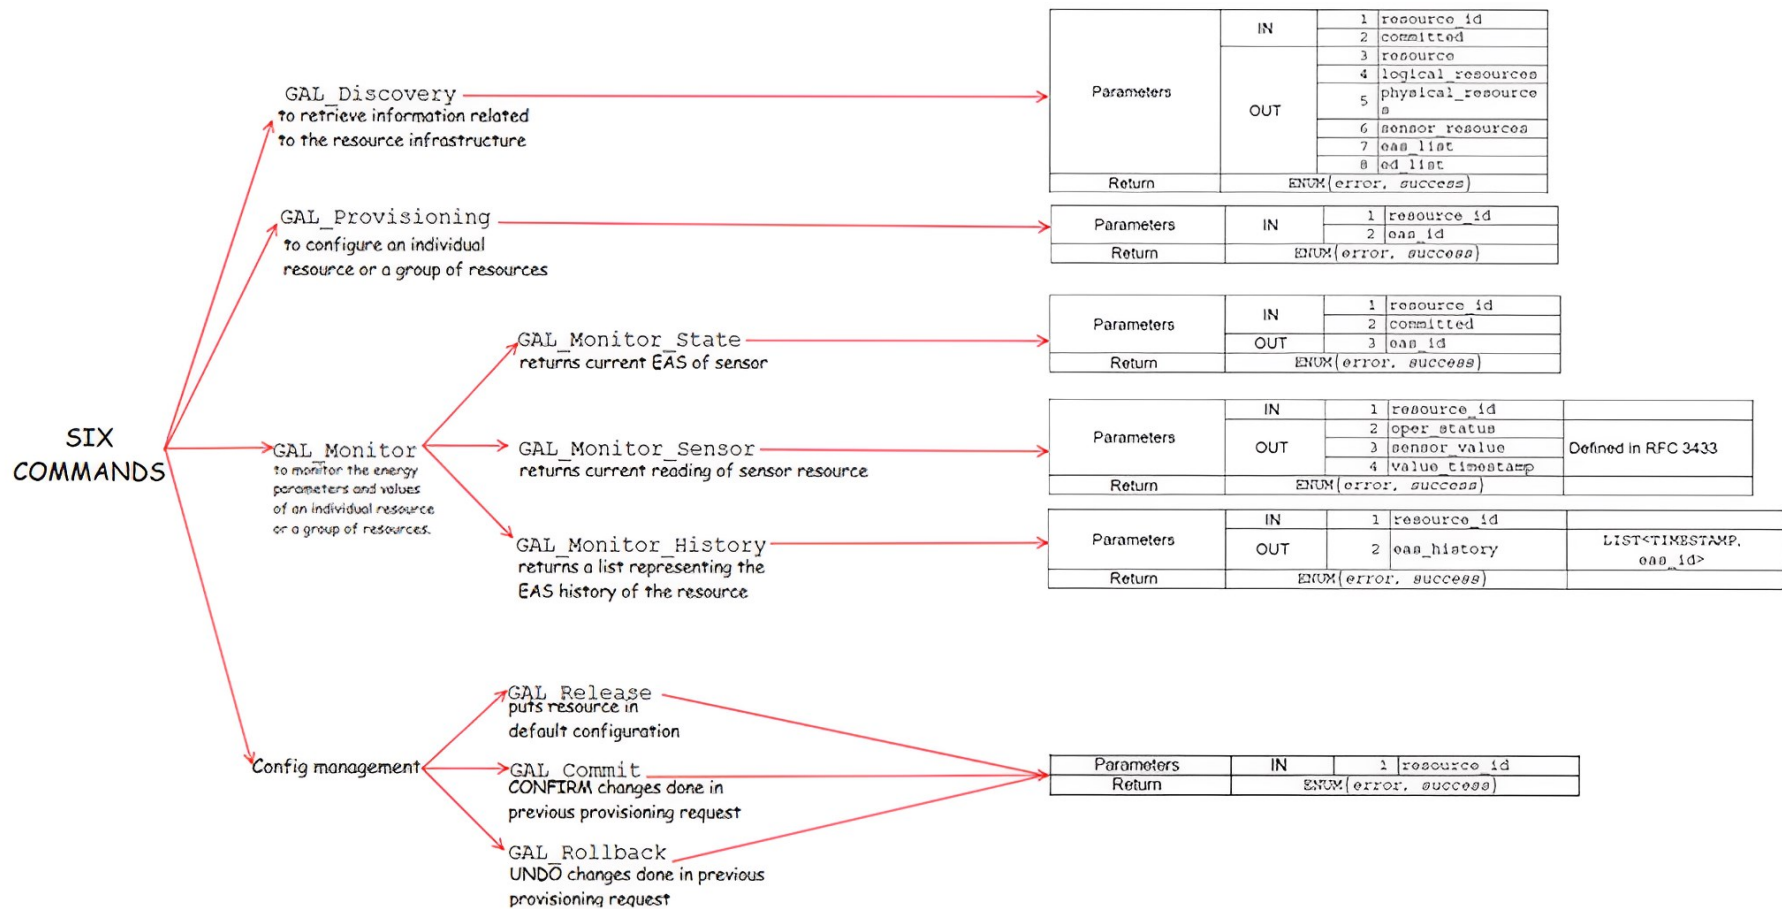 SIX
COMMANDS
GAL_Discovery
to retrieve information related
to the resource infrastructure
Parameters
IN
1 resource_id
2 committed
OUT
3 resource
4 logical_resources
5 physical_resource
s
6 sensor_resources
7 eas_list
8 ed_list
Return
ENUM(error, success)
GAL_Provisioning
to configure an individual
resource or a group of resources
Parameters
IN
1 resource_id
2 eas_id
Return
ENUM(error, success)
GAL_Monitor
to monitor the energy
parameters and values
of an individual resource
or a group of resources.
GAL_Monitor_State
returns current EAS of sensor
Parameters
IN
1 resource_id
2 committed
OUT
3 eas_id
Return
ENUM(error, success)
GAL_Monitor_Sensor
returns current reading of sensor resource
Parameters
IN
1 resource_id
OUT
2 oper_status
3 sensor_value
4 value_timestamp
Defined in RFC 3433
Return
ENUM(error, success)
GAL_Monitor_History
returns a list representing the
EAS history of the resource
Parameters
IN
1 resource_id
OUT
2 eas_history
LIST<TIMESTAMP,
eas_id>
Return
ENUM(error, success)
Config management
GAL_Release
puts resource in
default configuration
GAL_Commit
CONFIRM changes done in
previous provisioning request
GAL_Rollback
UNDO changes done in previous
provisioning request
Parameters
IN
1 resource_id
Return
ENUM(error, success)